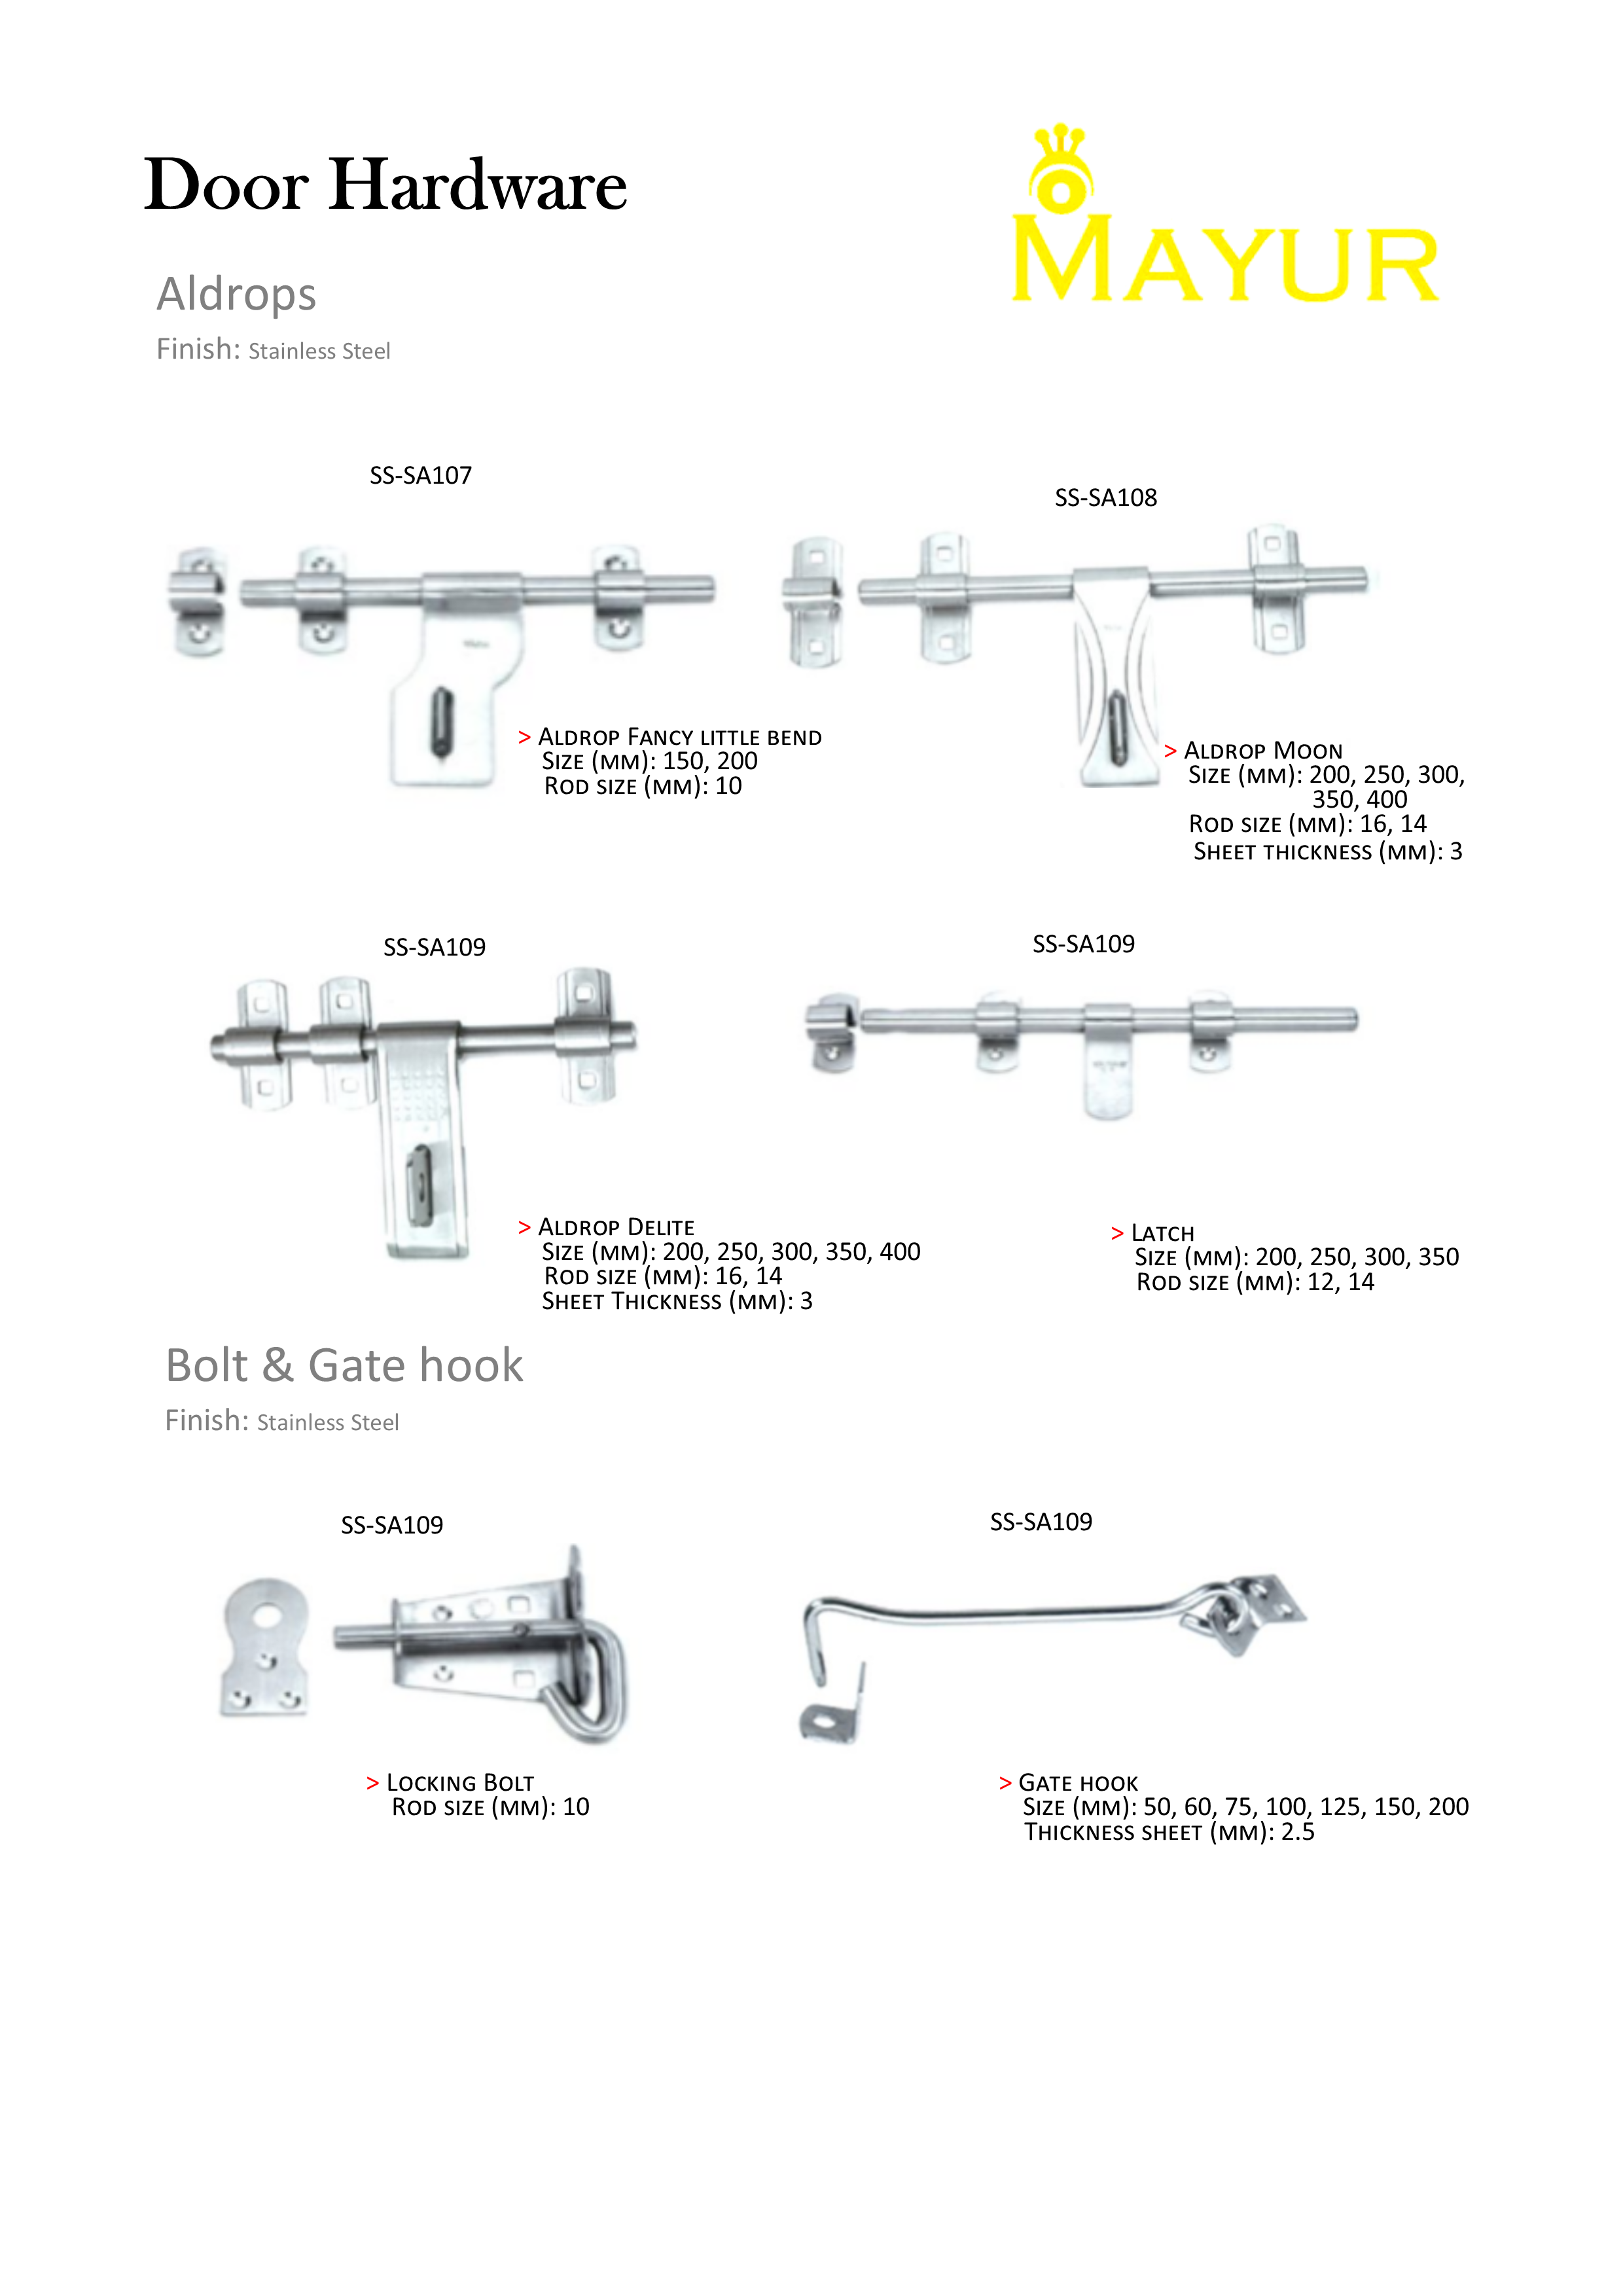 Door Hardware
MAYUR
Aldrops
Finish: Stainless Steel
SS-SA107
SS-SA108
> Aldrop Fancy little bend
Size (mm): 150, 200
Rod size (mm): 10
> Aldrop Moon
Size (mm): 200, 250, 300,
350, 400
Rod size (mm): 16, 14
Sheet thickness (mm): 3
SS-SA109
SS-SA109
> Aldrop Delite
Size (mm): 200, 250, 300, 350, 400
Rod size (mm): 16, 14
Sheet Thickness (mm): 3
> Latch
Size (mm): 200, 250, 300, 350
Rod size (mm): 12, 14
Bolt & Gate hook
Finish: Stainless Steel
SS-SA109
SS-SA109
> Locking Bolt
Rod size (mm): 10
> Gate hook
Size (mm): 50, 60, 75, 100, 125, 150, 200
Thickness sheet (mm): 2.5